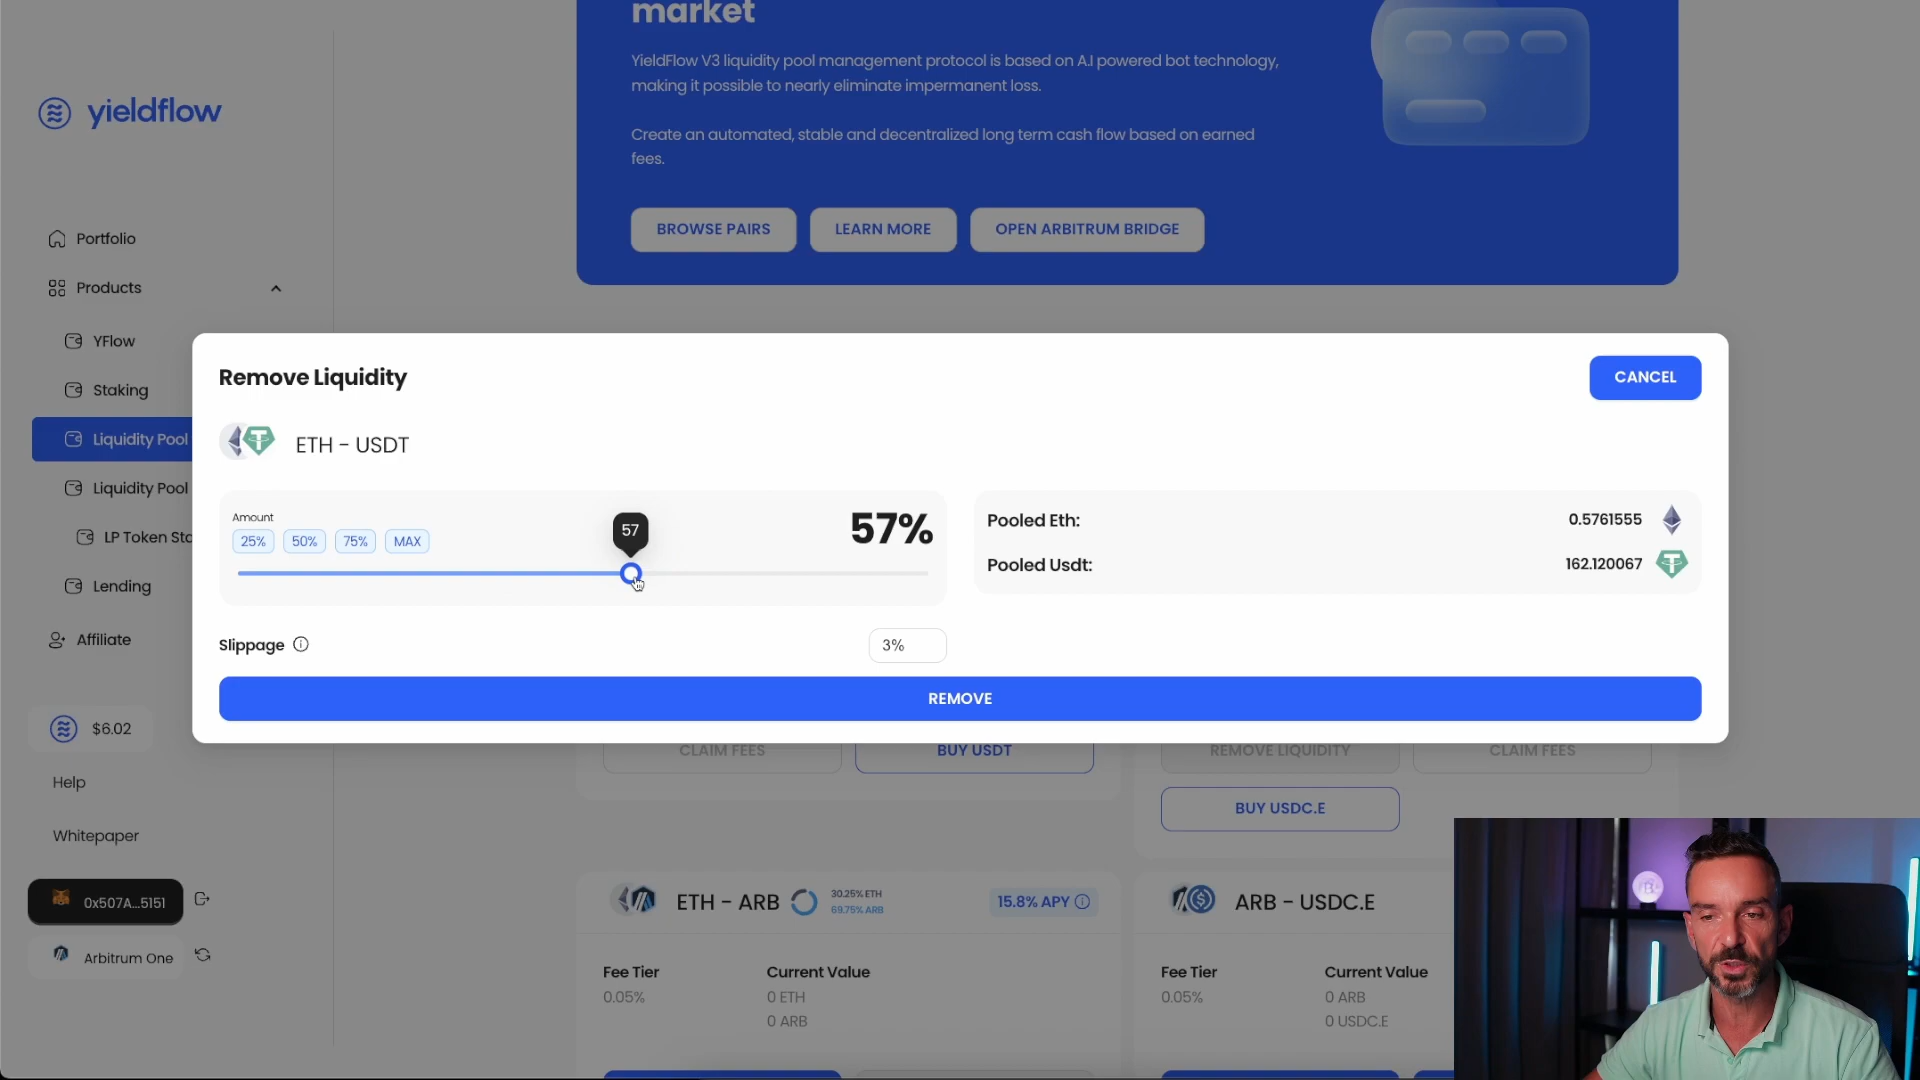 market
YieldFlow V3 liquidity pool management protocol is based on A.I powered bot technology,
making it possible to nearly eliminate impermanent loss.
Create an automated, stable and decentralized long term cash flow based on earned
fees.
BROWSE PAIRS
LEARN MORE
OPEN ARBITRUM BRIDGE
yieldflow
Portfolio
Products
YFlow
Staking
Liquidity Pool
Liquidity Pool
LP Token Sta
Lending
Affiliate
$6.02
Help
Whitepaper
0x507A...5151
Arbitrum One
Remove Liquidity
CANCEL
ETH - USDT
Amount
25%
50%
75%
MAX
57
57%
Pooled Eth:
0.5761555
Pooled Usdt:
162.120067
Slippage
3%
REMOVE
CLAIM FEES
BUY USDT
REMOVE LIQUIDITY
CLAIM FEES
BUY USDC.E
ETH - ARB
30.25% ETH
69.75% ARB
15.8% APY
Fee Tier
Current Value
0.05%
0 ETH
0 ARB
ARB - USDC.E
Fee Tier
Current Value
0.05%
0 ARB
0 USDC.E